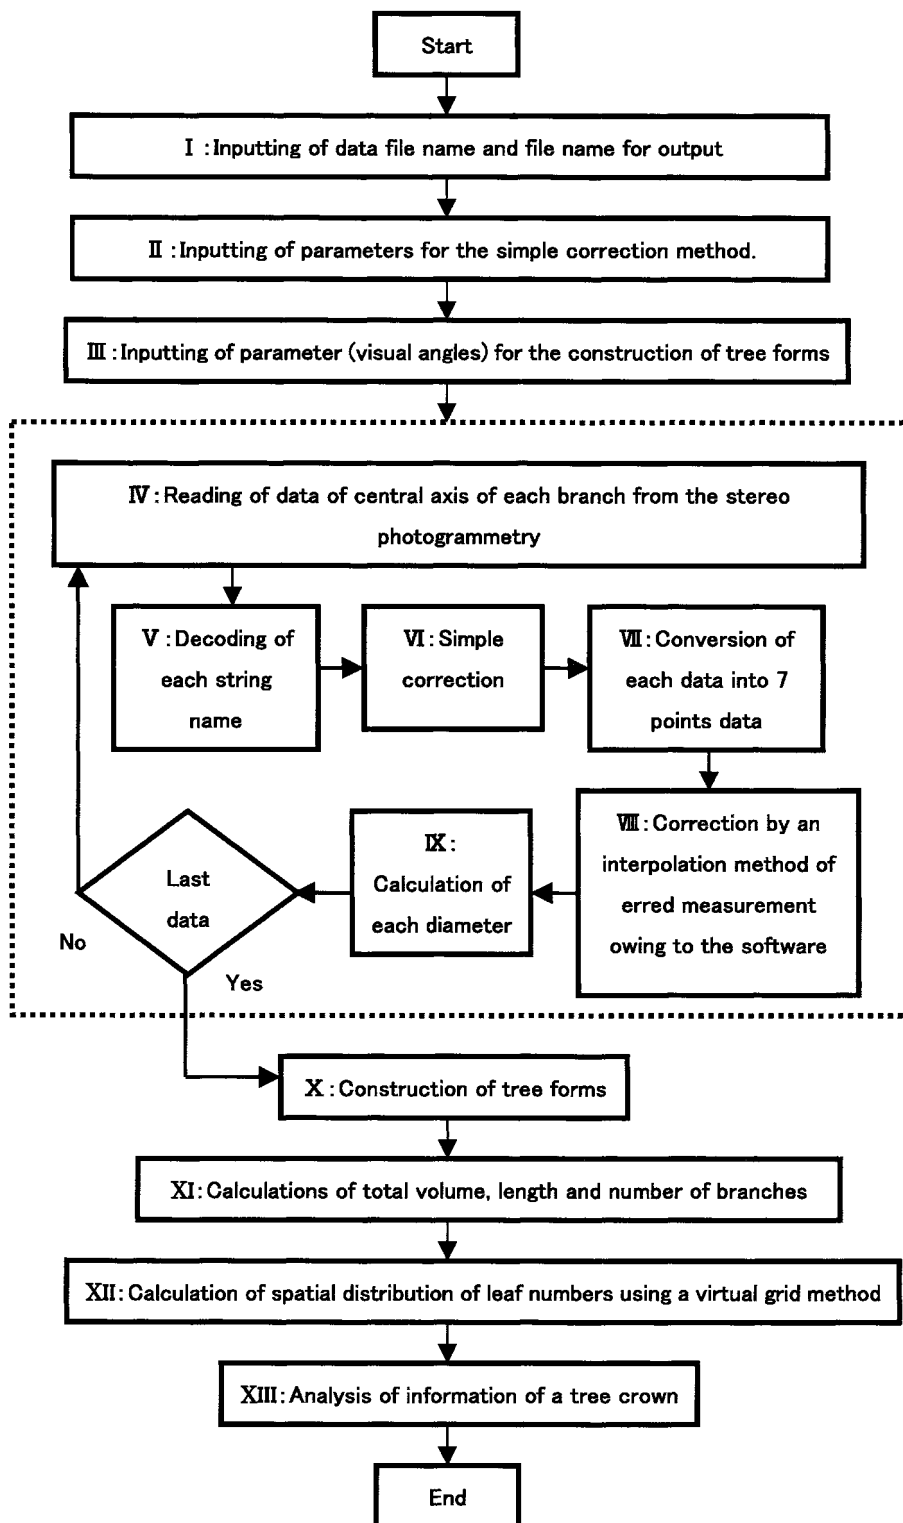 Start
Ⅰ:Inputting of data file name and file name for output
Ⅱ:Inputting of parameters for the simple correction method.
Ⅲ:Inputting of parameter (visual angles) for the construction of tree forms
Ⅳ:Reading of data of central axis of each branch from the stereo
photogrammetry
Ⅴ:Decoding of
each string
name
Ⅵ:Simple
correction
Ⅶ:Conversion of
each data into 7
points data
Ⅷ:Correction by an
interpolation method of
erred measurement
owing to the software
Ⅸ:
Calculation of
each diameter
Last
data
No
Yes
Ⅹ:Construction of tree forms
XI:Calculations of total volume, length and number of branches
XII:Calculation of spatial distribution of leaf numbers using a virtual grid method
XIII:Analysis of information of a tree crown
End